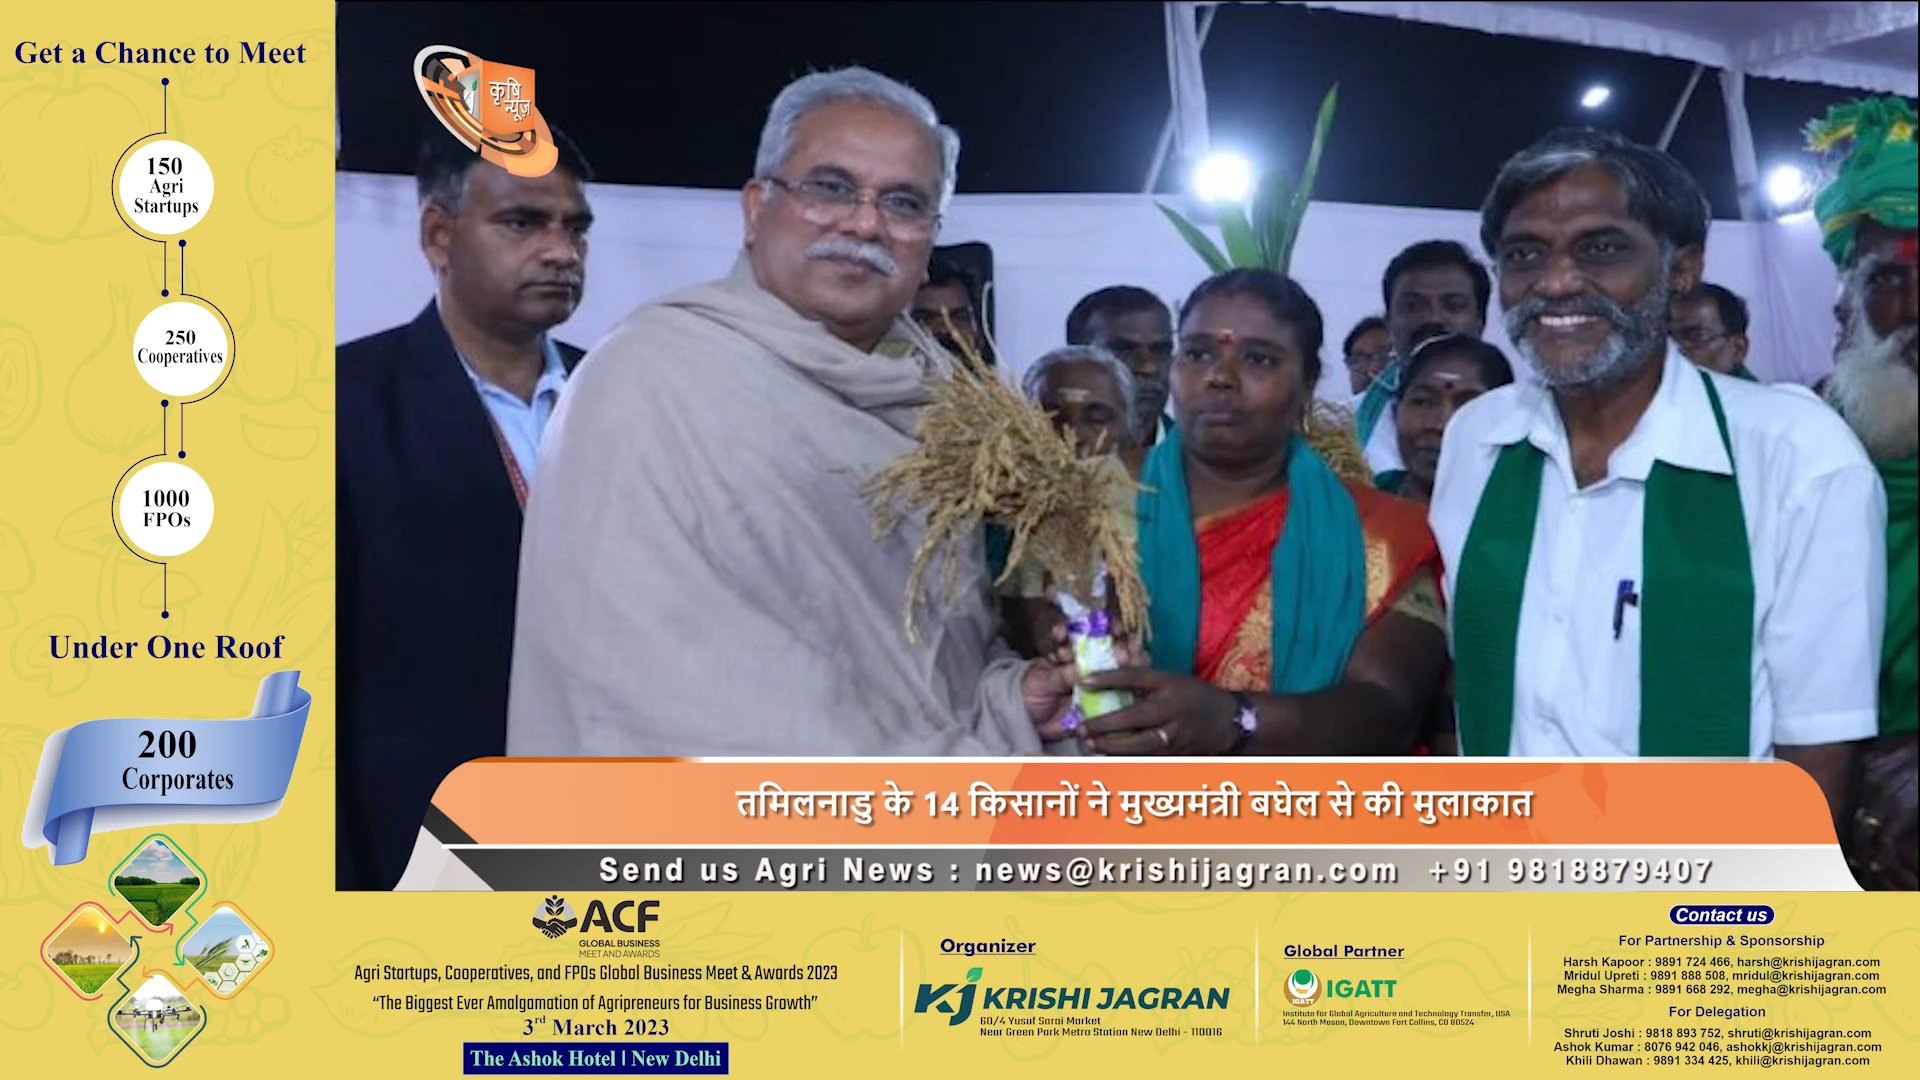 Get a Chance to Meet
150
Agri
Startups
250
Cooperatives
1000
FPOs
Under One Roof
200
Corporates
कृषि
न्यूज़
तमिलनाडु के 14 किसानों ने मुख्यमंत्री बघेल से की मुलाकात
Send us Agri News : news@krishijagran.com +91 9818879407
ACF
GLOBAL BUSINESS
MEET AND AWARDS
Agri Startups, Cooperatives, and FPOs Global Business Meet & Awards 2023
“The Biggest Ever Amalgamation of Agripreneurs for Business Growth”
3rd March 2023
The Ashok Hotel | New Delhi
Organizer
KJ KRISHI JAGRAN
60/4 Yusuf Sarai Market
Near Green Park Metro Station New Delhi - 110016
Global Partner
IGATT
IGATT
Institute for Global Agriculture and Technology Transfer, USA
144 North Mason, Downtown Fort Collins, CO 80524
Contact us
For Partnership & Sponsorship
Harsh Kapoor : 9891 724 466, harsh@krishijagran.com
Mridul Upreti : 9891 888 508, mridul@krishijagran.com
Megha Sharma : 9891 668 292, megha@krishijagran.com
For Delegation
Shruti Joshi : 9818 893 752, shruti@krishijagran.com
Ashok Kumar : 8076 942 046, ashokkj@krishijagran.com
Khili Dhawan : 9891 334 425, khili@krishijagran.com